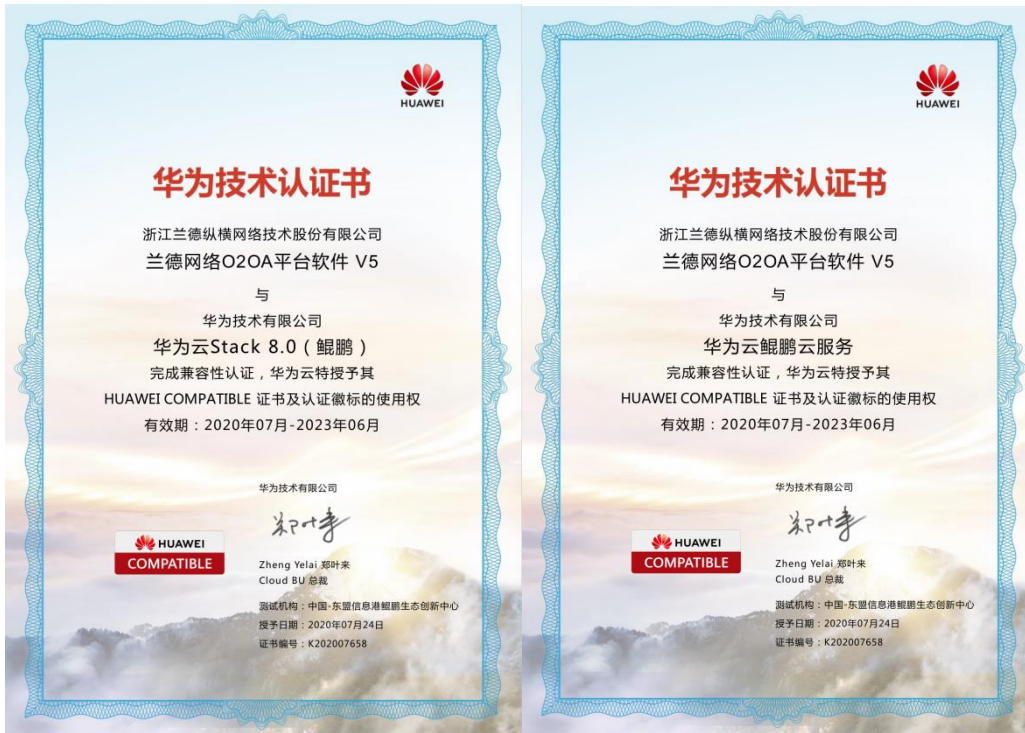 HUAWEI
华为技术认证书
浙江兰德纵横网络技术股份有限公司
兰德网络O2OA平台软件 V5
与
华为技术有限公司
华为云Stack 8.0（鲲鹏）
完成兼容性认证，华为云特授予其
HUAWEI COMPATIBLE 证书及认证徽标的使用权
有效期：2020年07月-2023年06月
华为技术有限公司
HUAWEI
COMPATIBLE
Zheng Yelai 郑叶来
Cloud BU 总裁
测试机构：中国-东盟信息港鲲鹏生态创新中心
授予日期：2020年07月24日
证书编号：K202007658
HUAWEI
华为技术认证书
浙江兰德纵横网络技术股份有限公司
兰德网络O2OA平台软件 V5
与
华为技术有限公司
华为云鲲鹏云服务
完成兼容性认证，华为云特授予其
HUAWEI COMPATIBLE 证书及认证徽标的使用权
有效期：2020年07月-2023年06月
华为技术有限公司
HUAWEI
COMPATIBLE
Zheng Yelai 郑叶来
Cloud BU 总裁
测试机构：中国-东盟信息港鲲鹏生态创新中心
授予日期：2020年07月24日
证书编号：K202007658